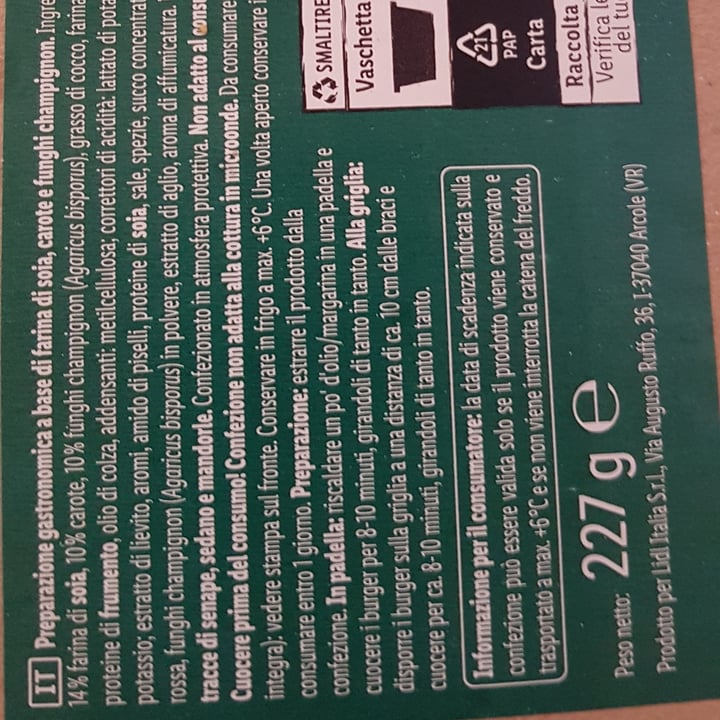 IT Preparazione gastronomica a base di farina di soia, carote e funghi champignon.
14% farina di soia, 10% carote, 10% funghi champignon (Agaricus bisporus), grasso di cocco,
proteine di frumento, olio di colza, addensanti: metilcellulosa; correttori di acidità: lattato di
potassio; estratto di lievito, aromi, amido di piselli, proteine di soia, sale, spezie, succo
rossa, funghi champignon (Agaricus bisporus) in polvere, estratto di aglio, aroma di affumicatura.
tracce di senape, sedano e mandorle. Confezionato in atmosfera protettiva. Non adatto al
Cuocere prima del consumo! Confezione non adatta alla cottura in microonde. Da consumare
integra): vedere stampa sul fronte. Conservare in frigo a max. +6°C. Una volta aperto conservare
consumare entro 1 giorno. Preparazione: estrarre il prodotto dalla
confezione. In padella: riscaldare un po' d'olio/margarina in una padella e
cuocere i burger per 8-10 minuti, girandoli di tanto in tanto. Alla griglia:
disporre i burger sulla griglia a una distanza di ca. 10 cm dalle braci e
cuocere per ca. 8-10 minuti, girandoli di tanto in tanto.
Informazione per il consumatore: la data di scadenza indicata sulla
confezione può essere valida solo se il prodotto viene conservato e
trasportato a max. +6°C e se non viene interrotta la catena del freddo.
Peso netto: 227 g e
Prodotto per Lidl Italia S.r.l., Via Augusto Ruffo, 36, I-37040 Arcole (VR)
SMALTIRE
Vaschetta
21
PAP
Carta
Raccolta
Verifica
del